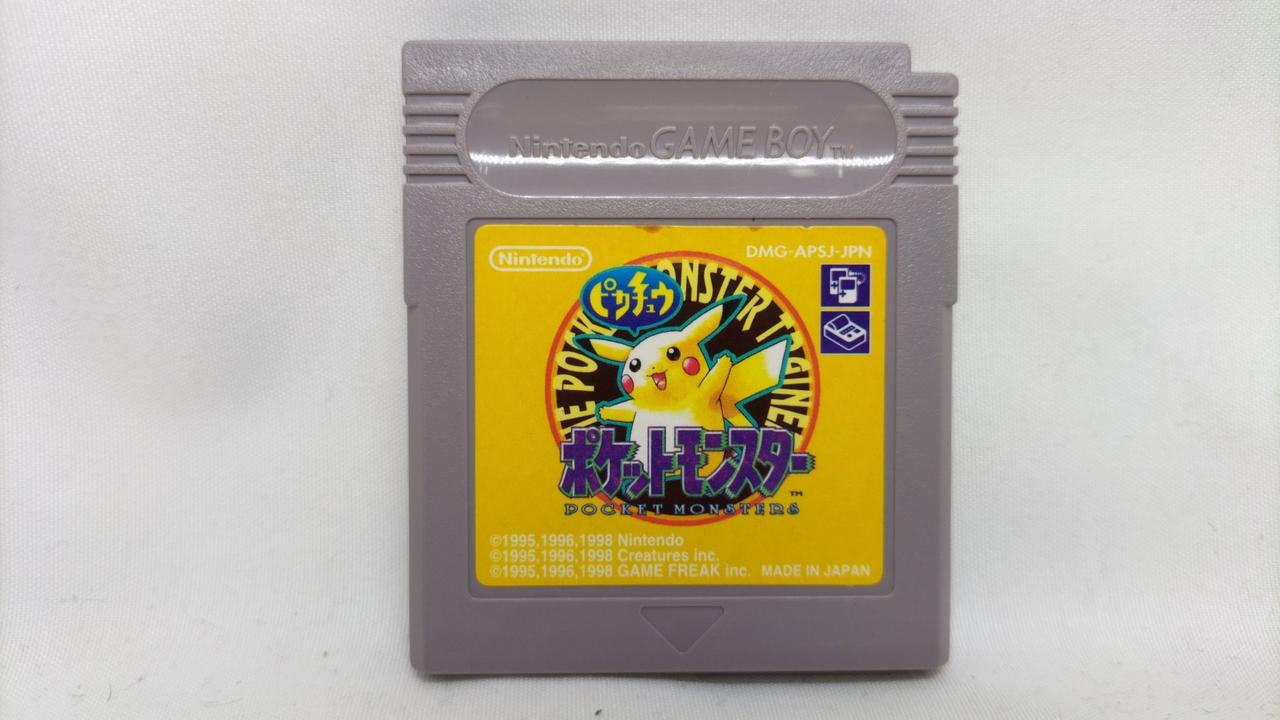 Nintendo GAME BOY™
Nintendo
DMG-APSJ-JPN
ピカチュウ
THE POCKET MONSTER TRAINER
ポケットモンスター
™
POCKET MONSTERS
©1995,1996,1998 Nintendo
©1995,1996,1998 Creatures inc.
©1995,1996,1998 GAME FREAK inc. MADE IN JAPAN